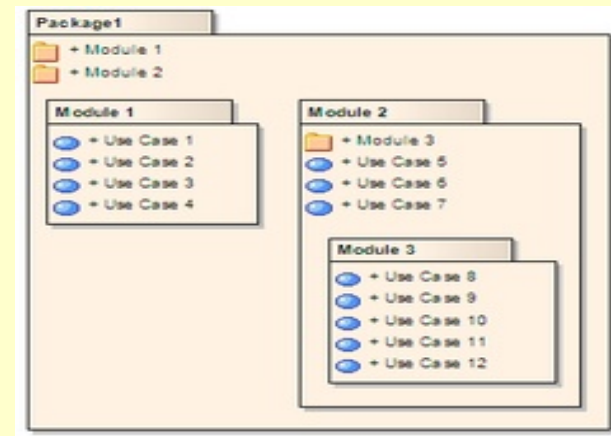 Package1
+ Module 1
+ Module 2
Module 1
+ Use Case 1
+ Use Case 2
+ Use Case 3
+ Use Case 4
Module 2
+ Module 3
+ Use Case 5
+ Use Case 6
+ Use Case 7
Module 3
+ Use Case 8
+ Use Case 9
+ Use Case 10
+ Use Case 11
+ Use Case 12